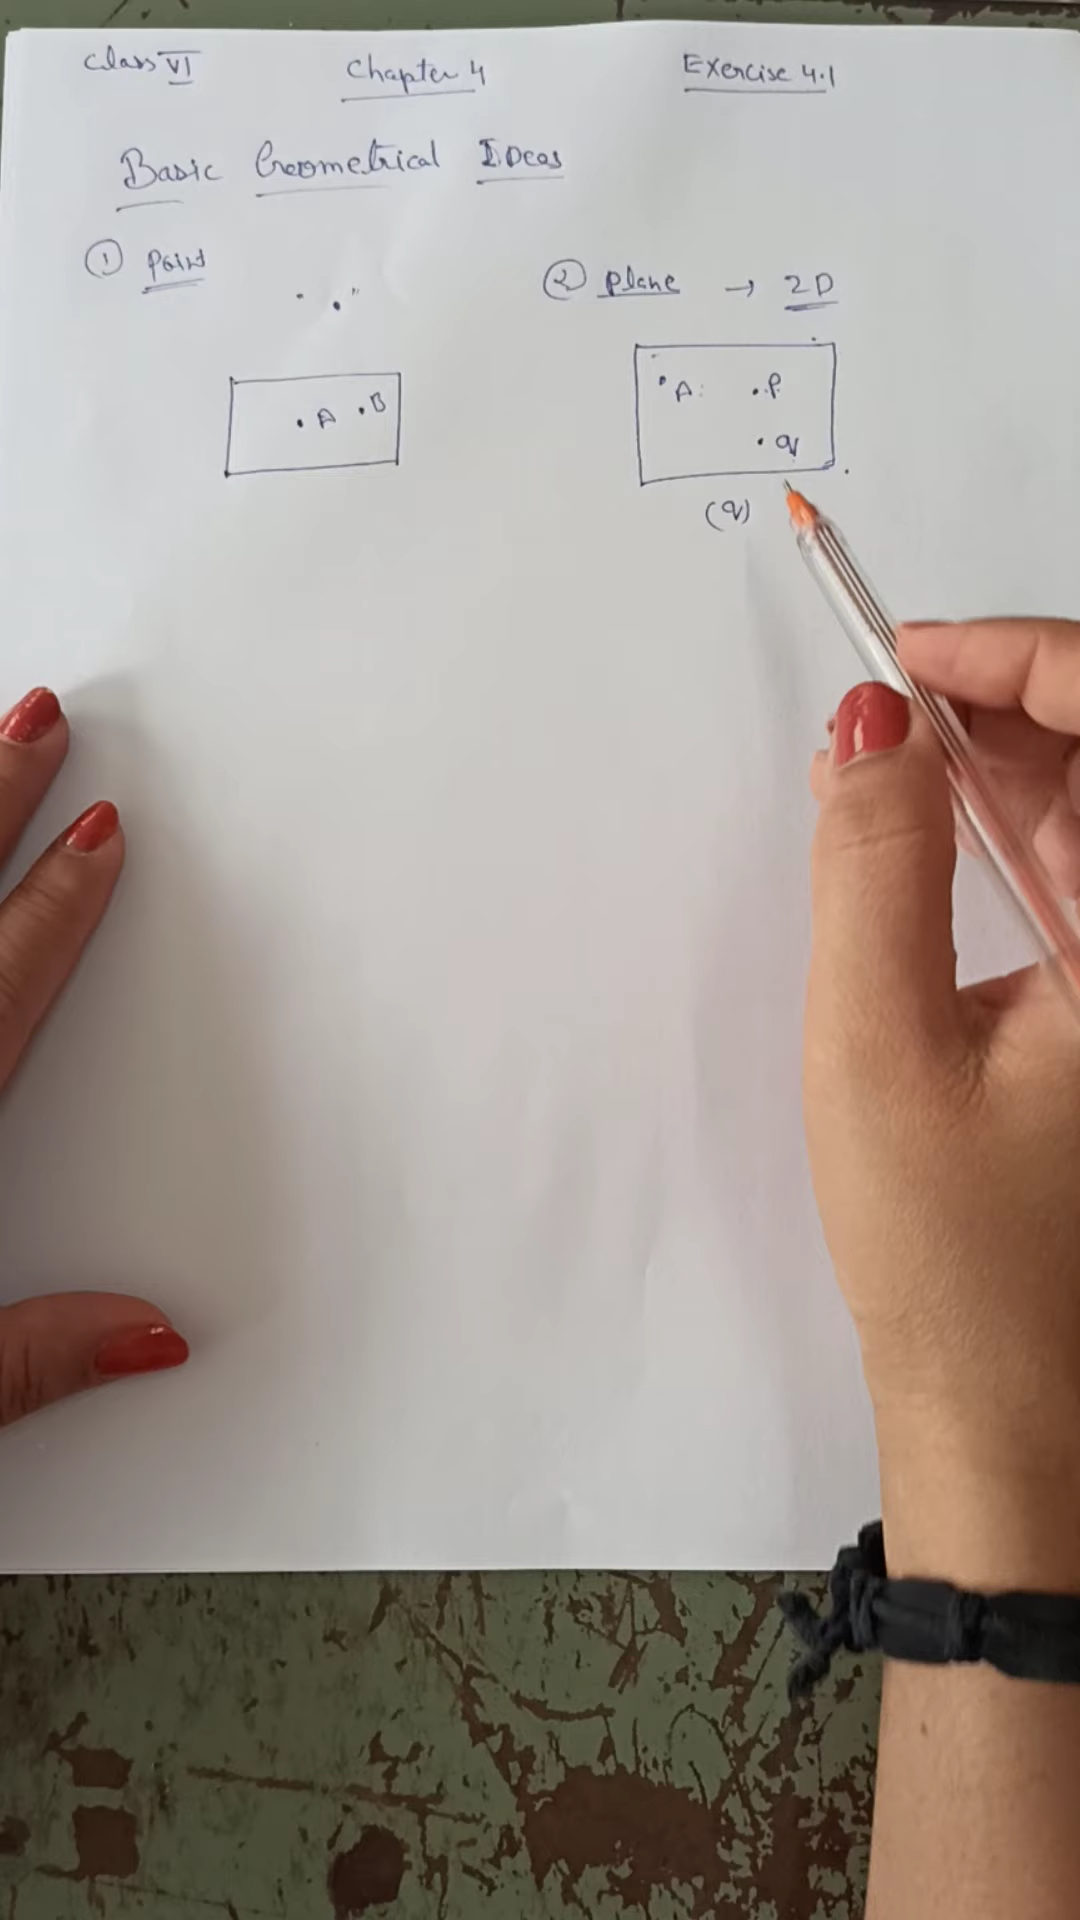 Class VI Chapter 4 Exercise 4.1
Basic Geometrical Ideas
① Point
② plane → 2D
• A • B
• A • P
• q
(q)